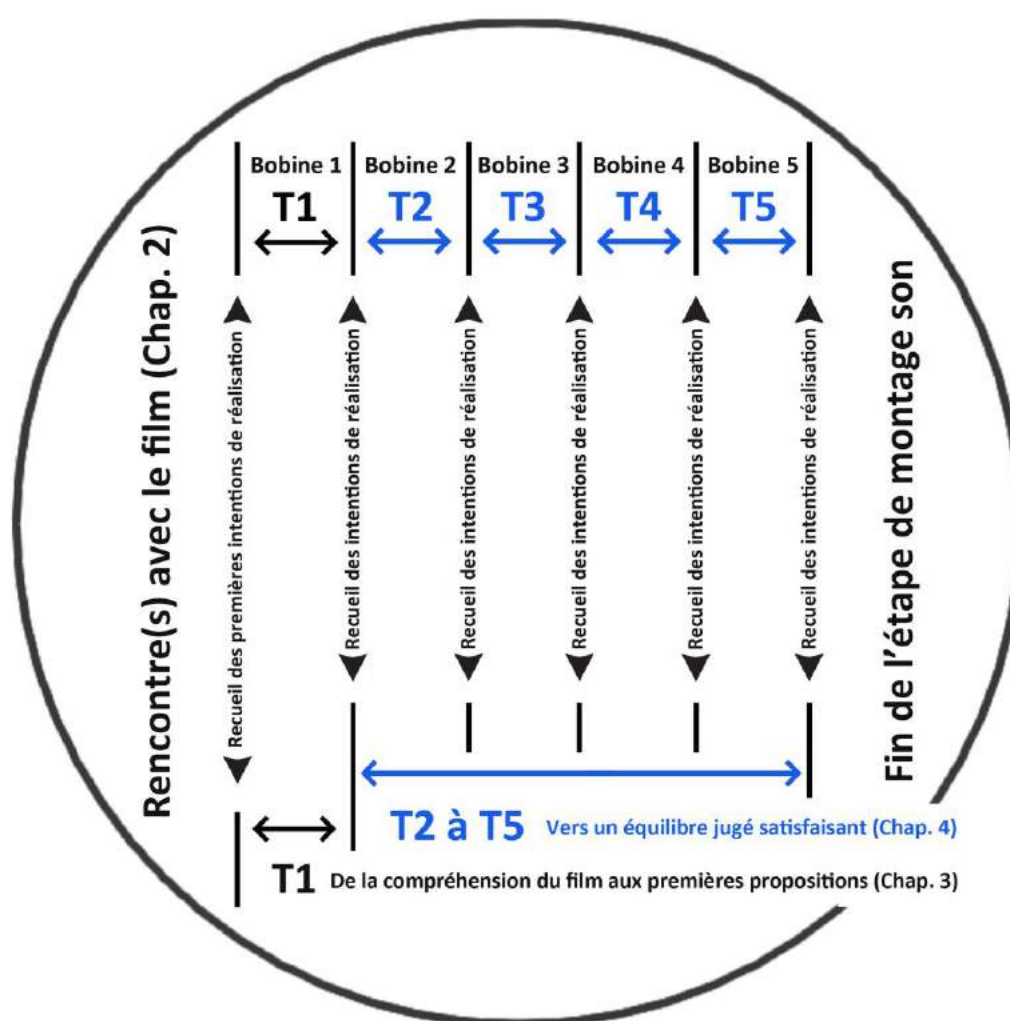 Bobine 1
Bobine 2
Bobine 3
Bobine 4
Bobine 5
T1
T2
T3
T4
T5
Rencontre(s) avec le film (Chap. 2)
Recueil des premières intentions de réalisation
Recueil des intentions de réalisation
Recueil des intentions de réalisation
Recueil des intentions de réalisation
Recueil des intentions de réalisation
Recueil des intentions de réalisation
Fin de l'étape de montage son
T2 à T5 Vers un équilibre jugé satisfaisant (Chap. 4)
T1 De la compréhension du film aux premières propositions (Chap. 3)